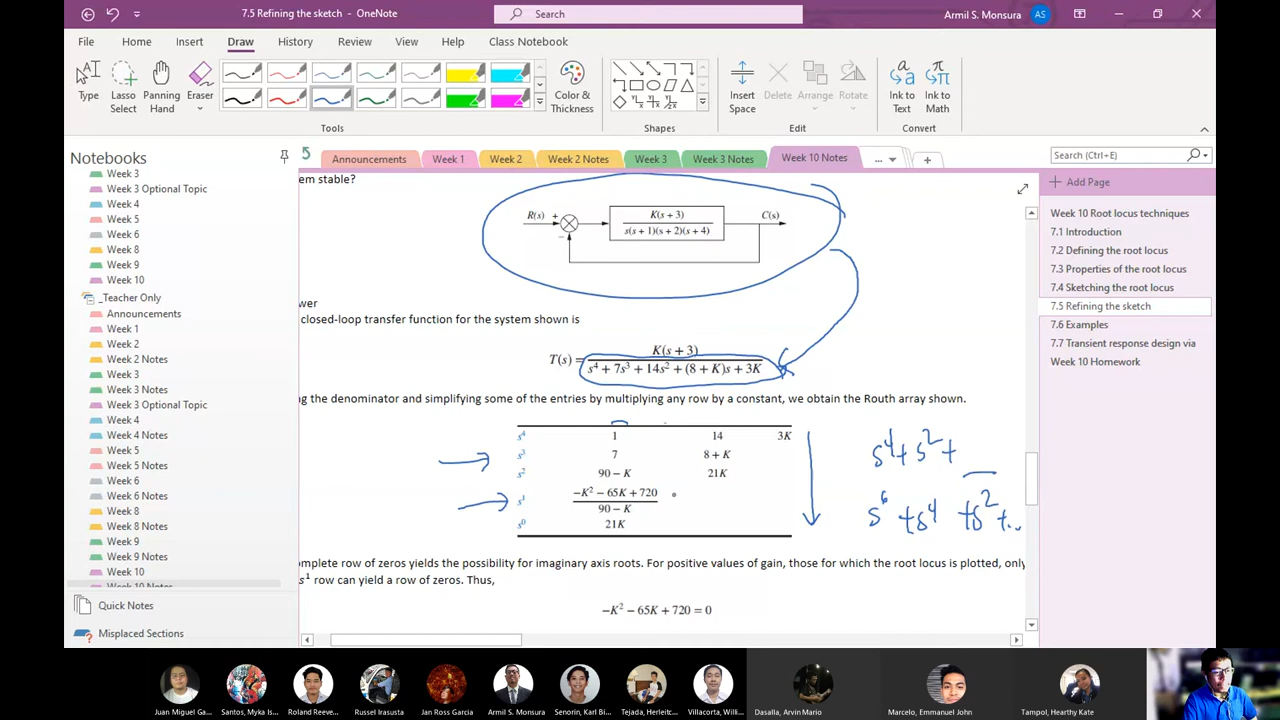 7.5 Refining the sketch - OneNote
Search
Armil S. Monsura
AS
File
Home
Insert
Draw
History
Review
View
Help
Class Notebook
Type
Lasso Select
Panning Hand
Eraser
Color & Thickness
Insert Space
Delete
Arrange
Rotate
Ink to Text
Ink to Math
Tools
Shapes
Edit
Convert
Notebooks
Week 3
Week 3 Optional Topic
Week 4
Week 5
Week 6
Week 8
Week 9
Week 10
_Teacher Only
Announcements
Week 1
Week 2
Week 2 Notes
Week 3
Week 3 Notes
Week 3 Optional Topic
Week 4
Week 4 Notes
Week 5
Week 5 Notes
Week 6
Week 6 Notes
Week 8
Week 8 Notes
Week 9
Week 9 Notes
Week 10
Week 10 Notes
Quick Notes
Misplaced Sections
Announcements
Week 1
Week 2
Week 2 Notes
Week 3
Week 3 Notes
Week 10 Notes
...
Search (Ctrl+E)
em stable?
R(s) + −
K(s + 3)
s(s + 1)(s + 2)(s + 4)
C(s)
wer
closed-loop transfer function for the system shown is
K(s + 3)
T(s) =
s⁴ + 7s³ + 14s² + (8 + K)s + 3K
ng the denominator and simplifying some of the entries by multiplying any row by a constant, we obtain the Routh array shown.
s⁴ 1 14 3K
s³ 7 8 + K
s² 90 − K 21K
−K² − 65K + 720
s¹
90 − K
s⁰ 21K
s⁴ + s² +
s⁶ + s⁴ + s² + ..
omplete row of zeros yields the possibility for imaginary axis roots. For positive values of gain, those for which the root locus is plotted, only
s¹ row can yield a row of zeros. Thus,
−K² − 65K + 720 = 0
Add Page
Week 10 Root locus techniques
7.1 Introduction
7.2 Defining the root locus
7.3 Properties of the root locus
7.4 Sketching the root locus
7.5 Refining the sketch
7.6 Examples
7.7 Transient response design via
Week 10 Homework
Juan Miguel Ga...
Santos, Myka Is...
Roland Reeve...
Russel Irasusta
Jan Ross Garcia
Armil S. Monsura
Senorin, Karl Bi...
Tejada, Herleitc...
Villacorta, Willi...
Dasalla, Arvin Mario
Marcelo, Emmanuel John
Tampol, Hearthy Kate